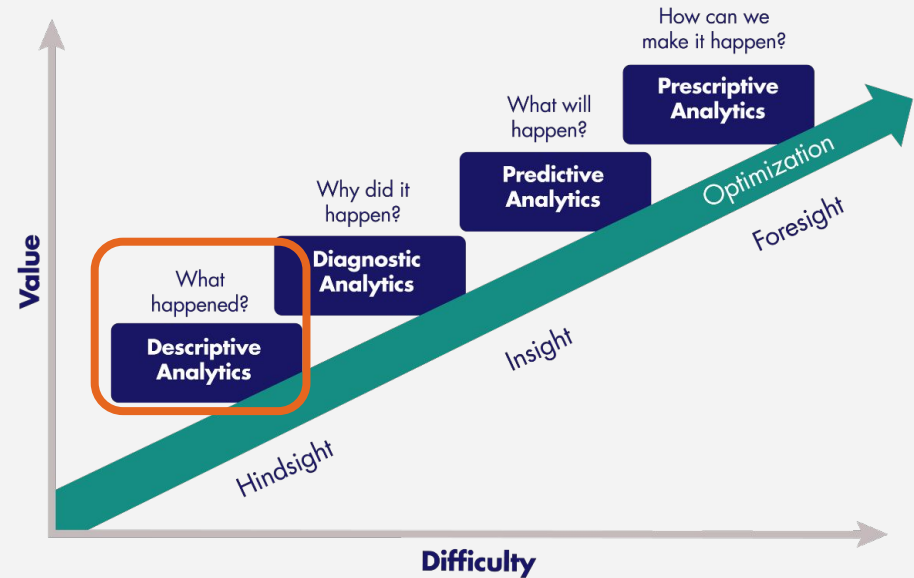 How can we
make it happen?
Prescriptive
Analytics
What will
happen?
Predictive
Analytics
Optimization
Foresight
Why did it
happen?
Diagnostic
Analytics
Insight
What
happened?
Descriptive
Analytics
Hindsight
Value
Difficulty